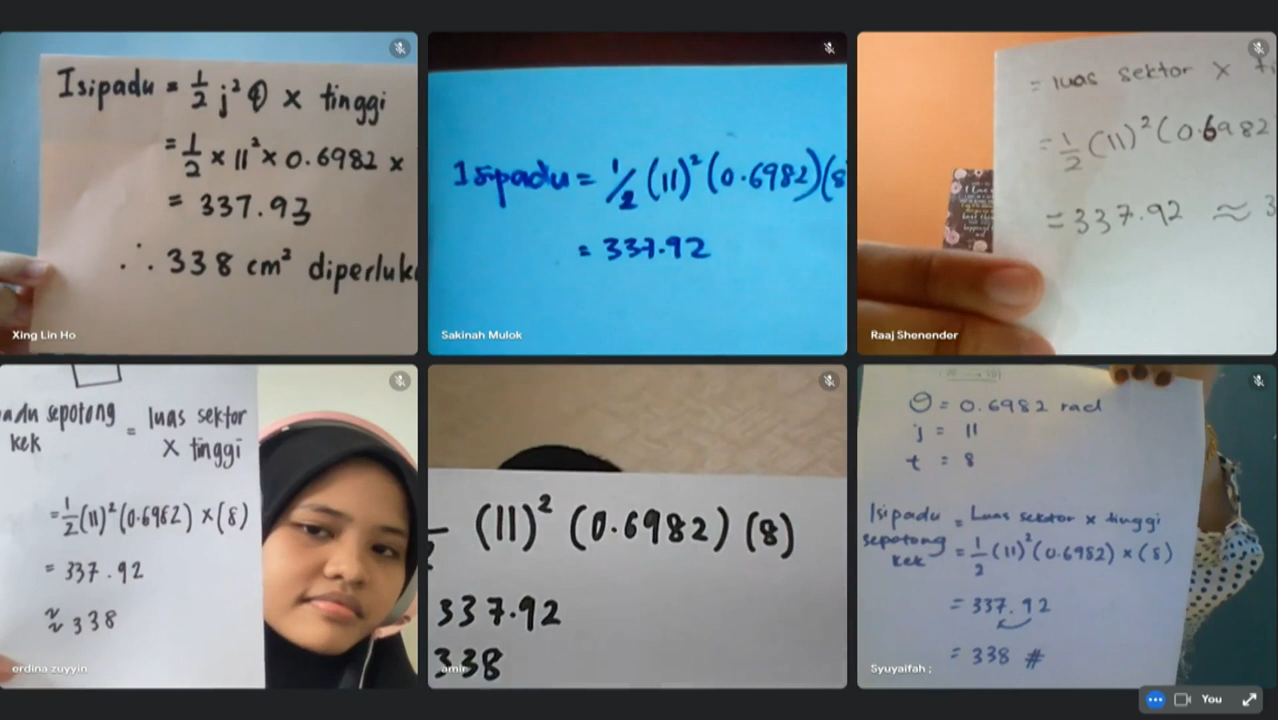 Isipadu = 1/2 j² θ × tinggi
= 1/2 × 11² × 0.6982 ×
= 337.93
∴ 338 cm² diperluk
Xing Lin Ho
Isipadu = 1/2 (11)² (0.6982)(8
= 337.92
Sakinah Mulok
= luas sektor ×
= 1/2 (11)² (0.6982
= 337.92 ≈ 3
Raaj Shenender
adu sepotong kek = luas sektor
× tinggi
= 1/2 (11)² (0.6982) × (8)
= 337.92
≈ 338
erdina zuyyin
(11)² (0.6982) (8)
337.92
338
amir
θ = 0.6982 rad
j = 11
t = 8
Isipadu sepotong kek = Luas sektor × tinggi
= 1/2 (11)² (0.6982) × (8)
= 337.92
= 338 #
Syuyaifah ;
You